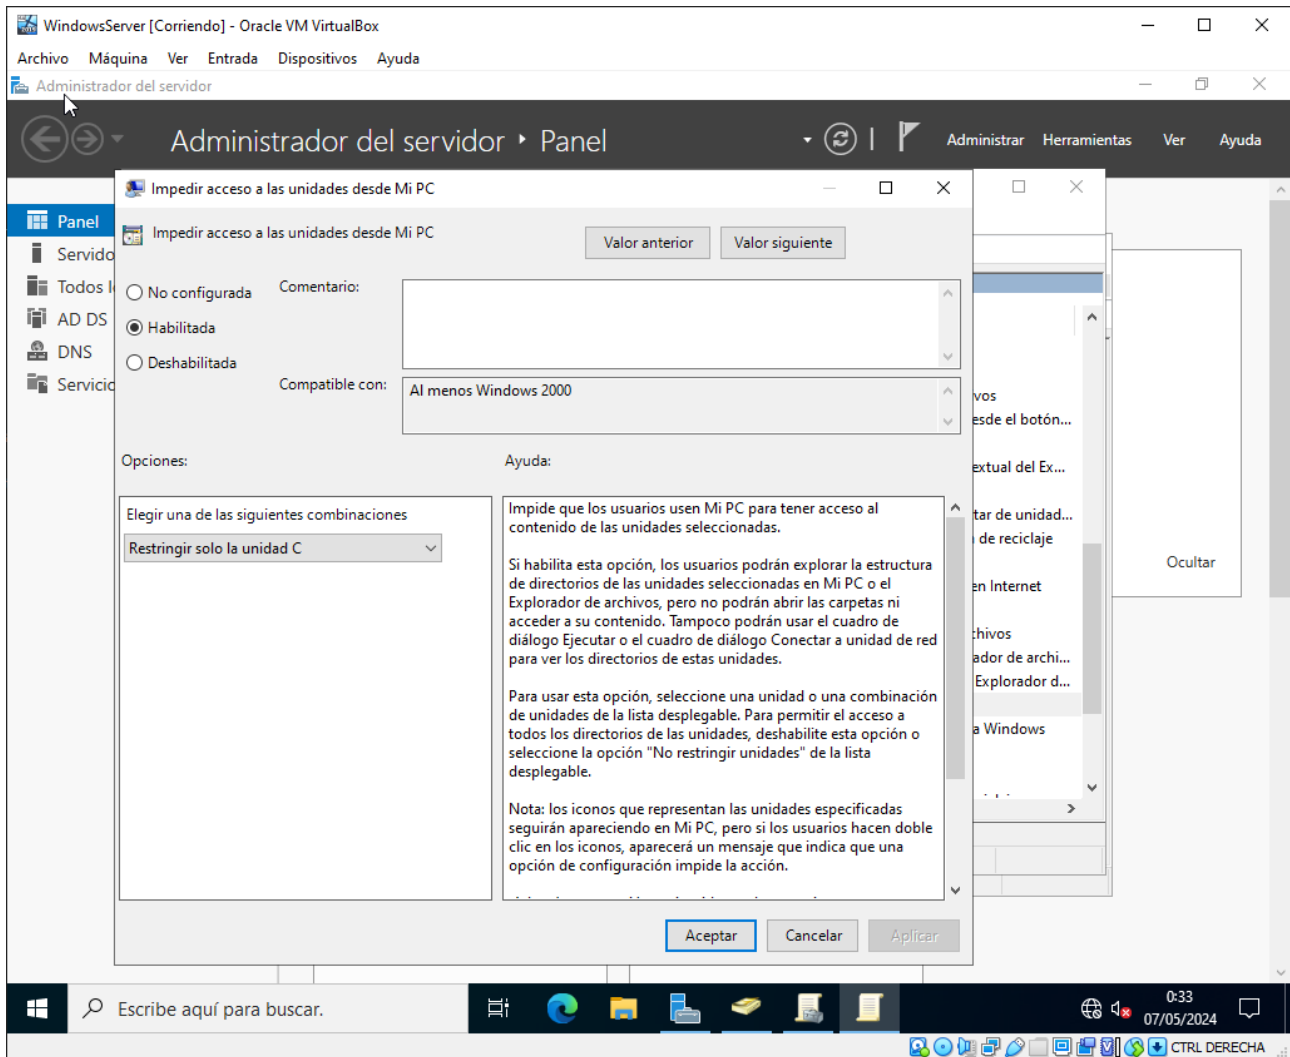 WindowsServer [Corriendo] - Oracle VM VirtualBox
Archivo Máquina Ver Entrada Dispositivos Ayuda
Administrador del servidor
Administrador del servidor ‣ Panel
Administrar Herramientas Ver Ayuda
Panel
Servido
Todos l
AD DS
DNS
Servicio
Impedir acceso a las unidades desde Mi PC
Impedir acceso a las unidades desde Mi PC
Valor anterior
Valor siguiente
No configurada
Habilitada
Deshabilitada
Comentario:
Compatible con:
Al menos Windows 2000
Opciones:
Ayuda:
Elegir una de las siguientes combinaciones
Restringir solo la unidad C
Impide que los usuarios usen Mi PC para tener acceso al
contenido de las unidades seleccionadas.
Si habilita esta opción, los usuarios podrán explorar la estructura
de directorios de las unidades seleccionadas en Mi PC o el
Explorador de archivos, pero no podrán abrir las carpetas ni
acceder a su contenido. Tampoco podrán usar el cuadro de
diálogo Ejecutar o el cuadro de diálogo Conectar a unidad de red
para ver los directorios de estas unidades.
Para usar esta opción, seleccione una unidad o una combinación
de unidades de la lista desplegable. Para permitir el acceso a
todos los directorios de las unidades, deshabilite esta opción o
seleccione la opción "No restringir unidades" de la lista
desplegable.
Nota: los iconos que representan las unidades especificadas
seguirán apareciendo en Mi PC, pero si los usuarios hacen doble
clic en los iconos, aparecerá un mensaje que indica que una
opción de configuración impide la acción.
Aceptar
Cancelar
Aplicar
vos
esde el botón...
extual del Ex...
tar de unidad...
de reciclaje
en Internet
chivos
ador de archi...
Explorador d...
a Windows
Ocultar
Escribe aquí para buscar.
0:33
07/05/2024
CTRL DERECHA